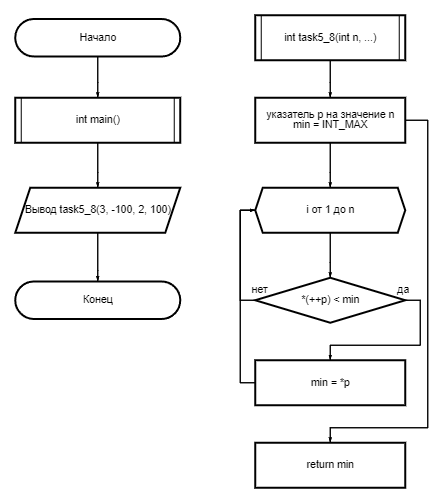 Начало
int main()
Вывод task5_8(3, -100, 2, 100)
Конец
int task5_8(int n, ...)
указатель p на значение n
min = INT_MAX
i от 1 до n
нет
*(++p) < min
да
min = *p
return min